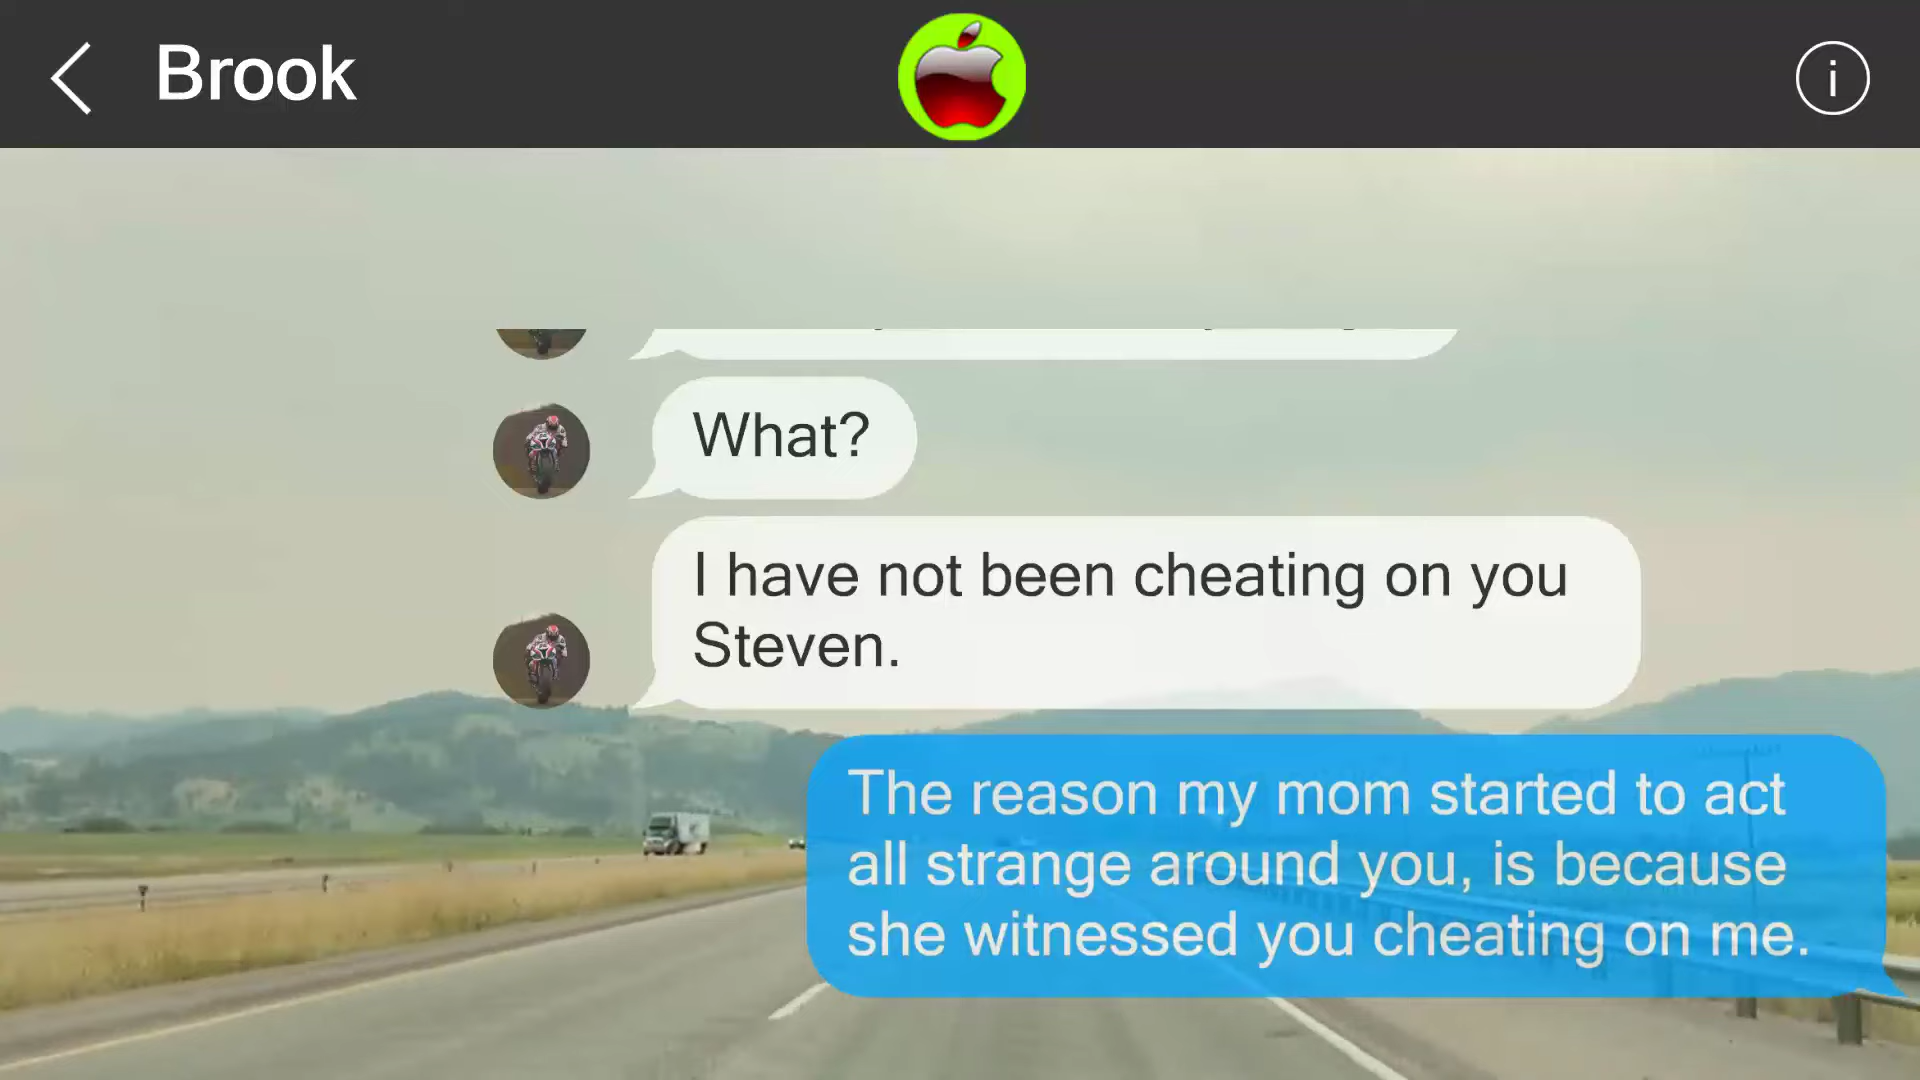 Brook
What?
I have not been cheating on you
Steven.
The reason my mom started to act
all strange around you, is because
she witnessed you cheating on me.